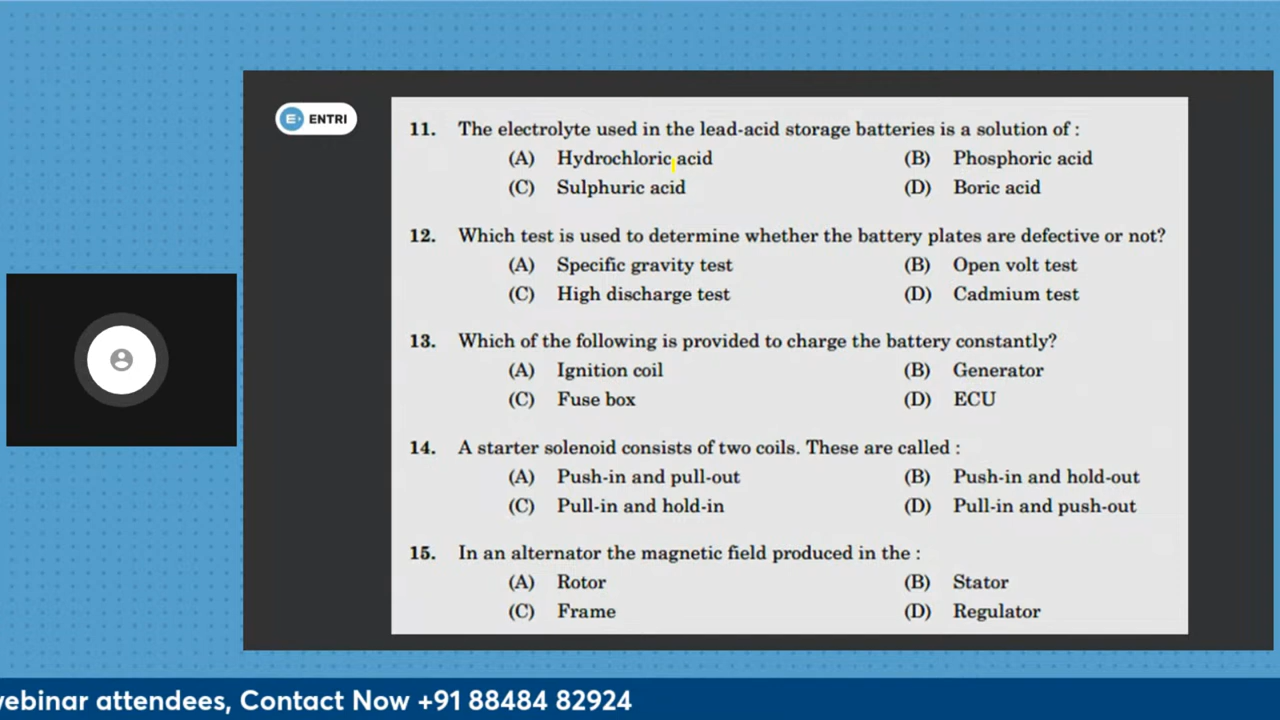 E ENTRI
11. The electrolyte used in the lead-acid storage batteries is a solution of :
(A) Hydrochloric acid (B) Phosphoric acid
(C) Sulphuric acid (D) Boric acid
12. Which test is used to determine whether the battery plates are defective or not?
(A) Specific gravity test (B) Open volt test
(C) High discharge test (D) Cadmium test
13. Which of the following is provided to charge the battery constantly?
(A) Ignition coil (B) Generator
(C) Fuse box (D) ECU
14. A starter solenoid consists of two coils. These are called :
(A) Push-in and pull-out (B) Push-in and hold-out
(C) Pull-in and hold-in (D) Pull-in and push-out
15. In an alternator the magnetic field produced in the :
(A) Rotor (B) Stator
(C) Frame (D) Regulator
attendees, Contact Now +91 88484 82924